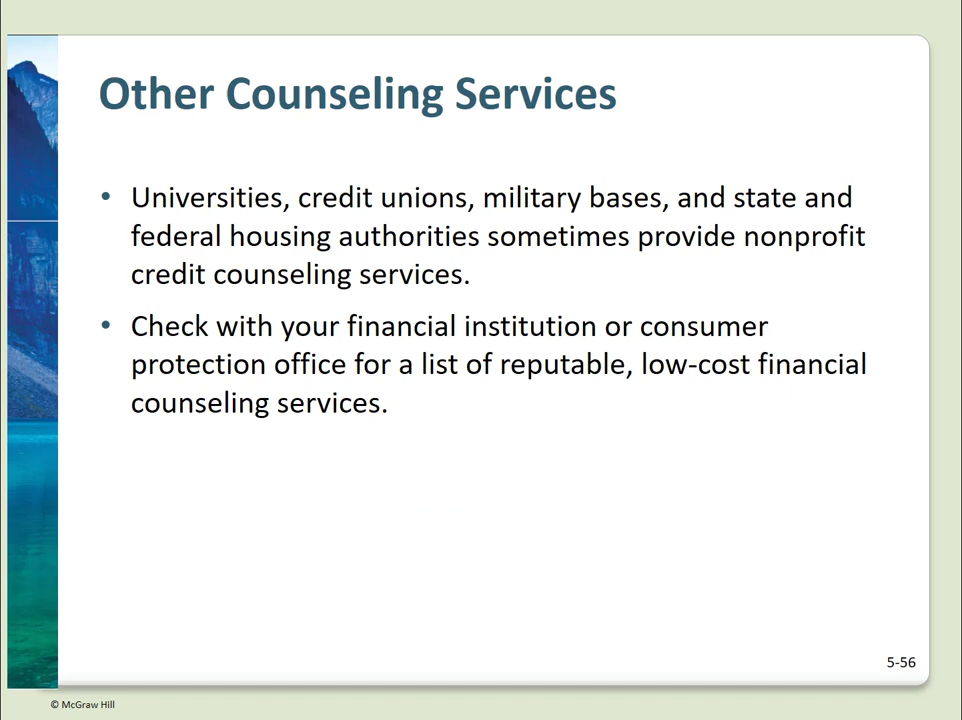 Other Counseling Services
• Universities, credit unions, military bases, and state and
federal housing authorities sometimes provide nonprofit
credit counseling services.
• Check with your financial institution or consumer
protection office for a list of reputable, low-cost financial
counseling services.
5-56
© McGraw Hill